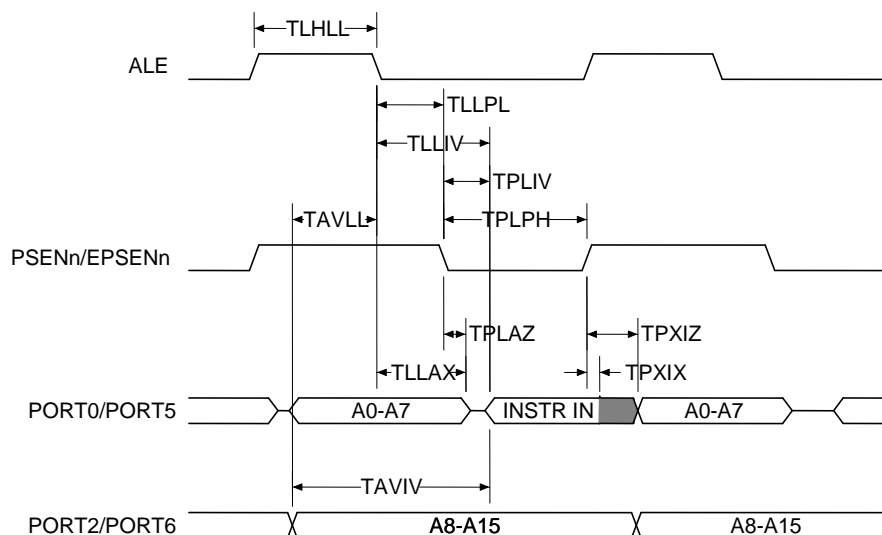 TLHLL
ALE
TLLPL
TLLIV
TPLIV
TAVLL
TPLPH
PSENn/EPSENn
TPLAZ
TPXIZ
TLLAX
TPXIX
PORT0/PORT5
A0-A7
INSTR IN
A0-A7
TAVIV
PORT2/PORT6
A8-A15
A8-A15